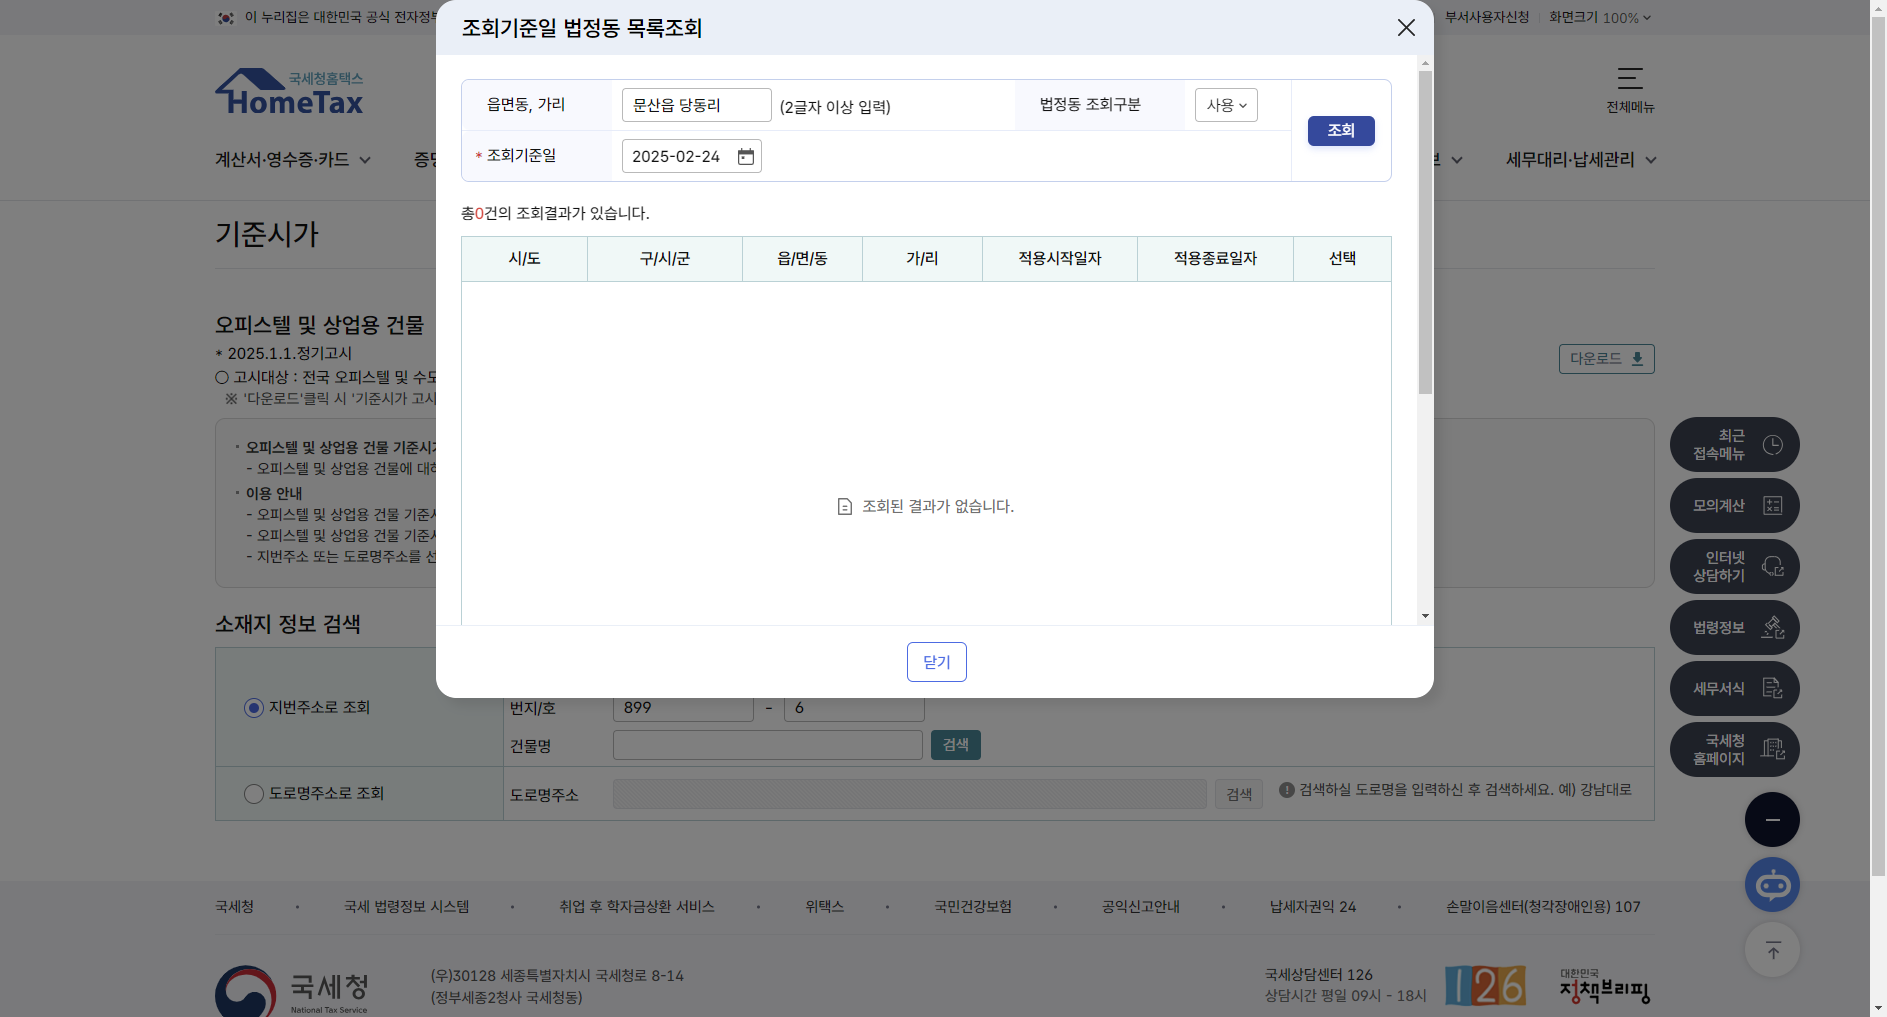 이 누리집은 대한민국 공식 전자정부
부서사용자신청
화면크기 100%
조회기준일 법정동 목록조회
국세청홈택스
HomeTax
전체메뉴
계산서·영수증·카드
세무대리·납세관리
읍면동, 가리
문산읍 당동리
(2글자 이상 입력)
법정동 조회구분
사용
조회
* 조회기준일
2025-02-24
총0건의 조회결과가 있습니다.
시/도
구/시/군
읍/면/동
가/리
적용시작일자
적용종료일자
선택
조회된 결과가 없습니다.
닫기
기준시가
오피스텔 및 상업용 건물
* 2025.1.1.정기고시
○ 고시대상 : 전국 오피스텔 및 수도
※ '다운로드'클릭 시 '기준시가 고시
다운로드
· 오피스텔 및 상업용 건물 기준시가
- 오피스텔 및 상업용 건물에 대하
· 이용 안내
- 오피스텔 및 상업용 건물 기준시
- 오피스텔 및 상업용 건물 기준시
- 지번주소 또는 도로명주소를 선
소재지 정보 검색
지번주소로 조회
번지/호
899
-
6
건물명
검색
도로명주소로 조회
도로명주소
검색
검색하실 도로명을 입력하신 후 검색하세요. 예) 강남대로
최근
접속메뉴
모의계산
인터넷
상담하기
법령정보
세무서식
국세청
홈페이지
국세청 · 국세 법령정보 시스템 · 취업 후 학자금상환 서비스 · 위택스 · 국민건강보험 · 공익신고안내 · 납세자권익 24 · 손말이음센터(청각장애인용) 107
국세청
National Tax Service
(우)30128 세종특별자치시 국세청로 8-14
(정부세종2청사 국세청동)
국세상담센터 126
상담시간 평일 09시 - 18시
126
대한민국
정책브리핑